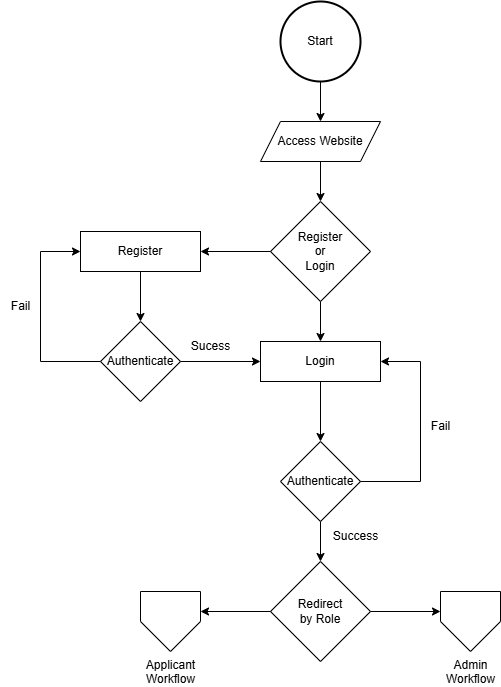 Start
Access Website
Register
or
Login
Register
Fail
Authenticate
Sucess
Login
Fail
Authenticate
Success
Redirect
by Role
Applicant
Workflow
Admin
Workflow